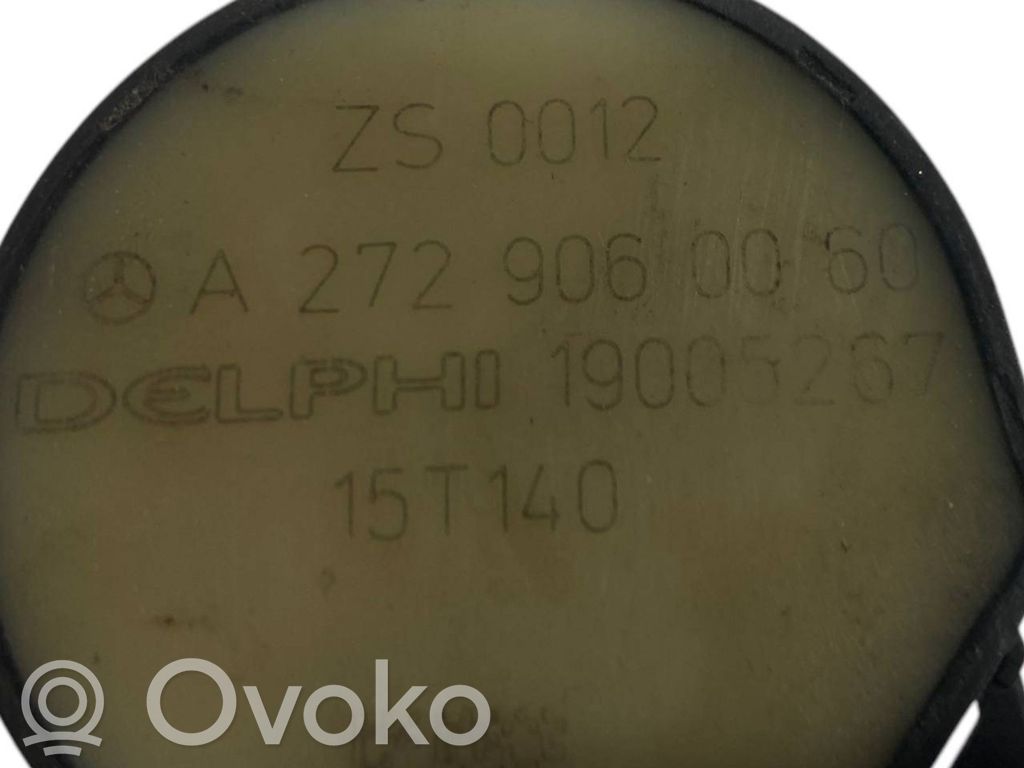 ZS 0012
A 272 906 00 60
DELPHI 19005267
15T140
Ovoko